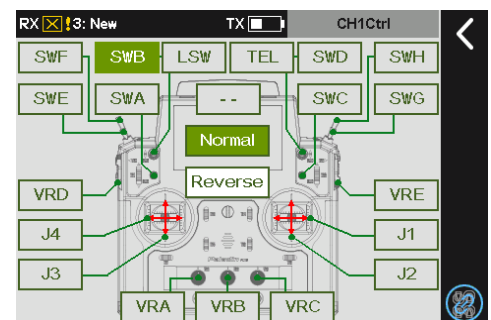 RX ! 3: New TX CH1Ctrl
SWF SWB LSW TEL SWD SWH
SWE SWA -- SWC SWG
Normal
Reverse
VRD VRE
J4 J1
J3 J2
VRA VRB VRC